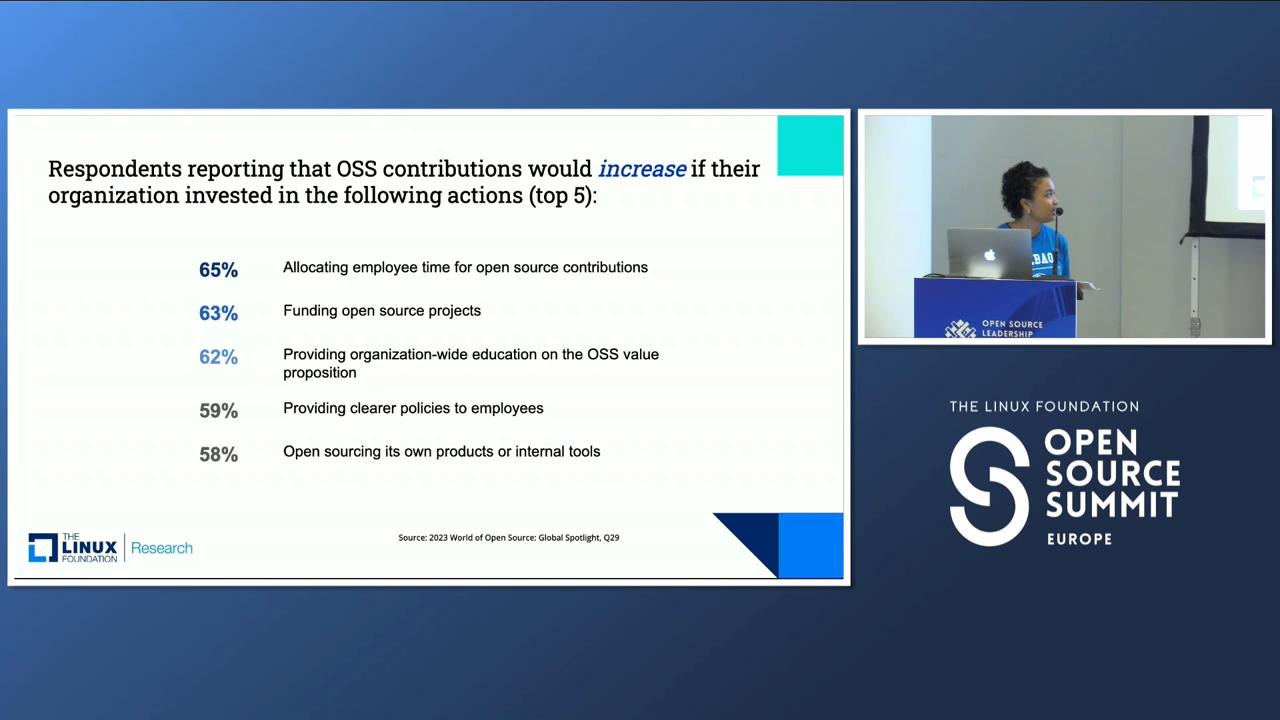 Respondents reporting that OSS contributions would increase if their
organization invested in the following actions (top 5):
65% Allocating employee time for open source contributions
63% Funding open source projects
62% Providing organization-wide education on the OSS value
proposition
59% Providing clearer policies to employees
58% Open sourcing its own products or internal tools
THE
LINUX
FOUNDATION
Research
Source: 2023 World of Open Source: Global Spotlight, Q29
OPEN SOURCE
LEADERSHIP
THE LINUX FOUNDATION
OPEN
SOURCE
SUMMIT
EUROPE